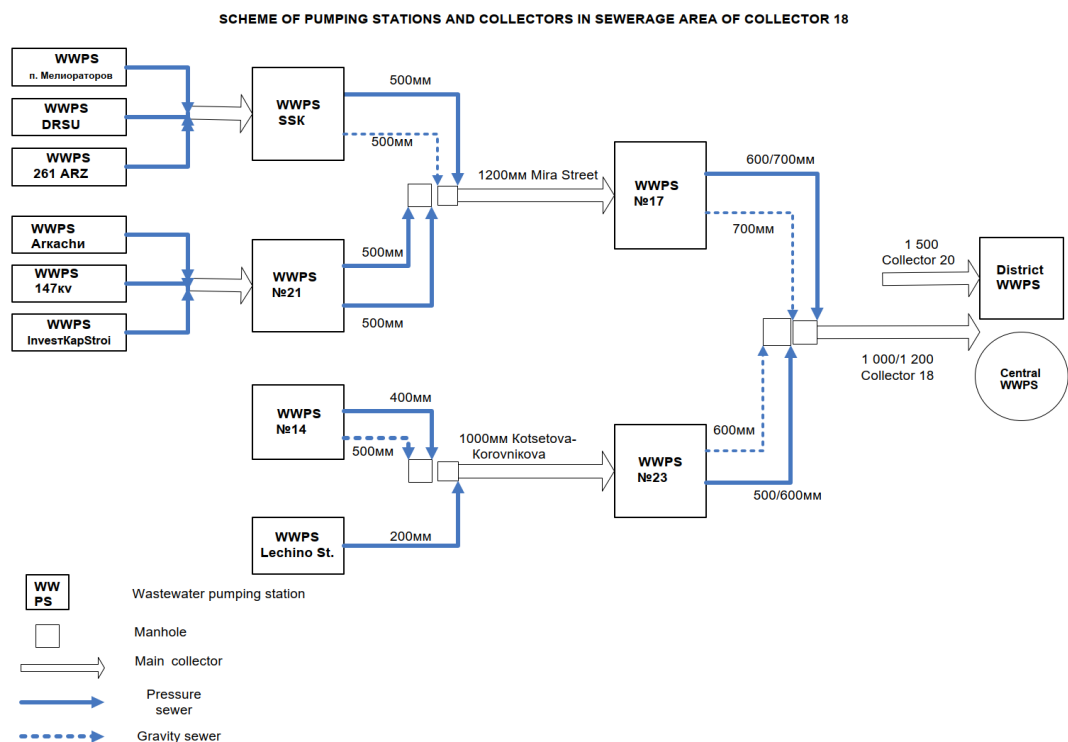 SCHEME OF PUMPING STATIONS AND COLLECTORS IN SEWERAGE AREA OF COLLECTOR 18
WWPS
п. Мелиораторов
WWPS
DRSU
WWPS
261 ARZ
WWPS
SSК
500мм
500мм
1200мм Mira Street
WWPS
№17
600/700мм
700мм
WWPS
Агкасhи
WWPS
147кv
WWPS
InvesтКарStroi
WWPS
№21
500мм
500мм
1 500
Collector 20
District
WWPS
1 000/1 200
Collector 18
Central
WWPS
WWPS
№14
400мм
500мм
1000мм Kotsetova-
Korovnikova
WWPS
№23
600мм
500/600мм
WWPS
Lechino St.
200мм
WW
PS
Wastewater pumping station
Manhole
Main collector
Pressure
sewer
Gravity sewer